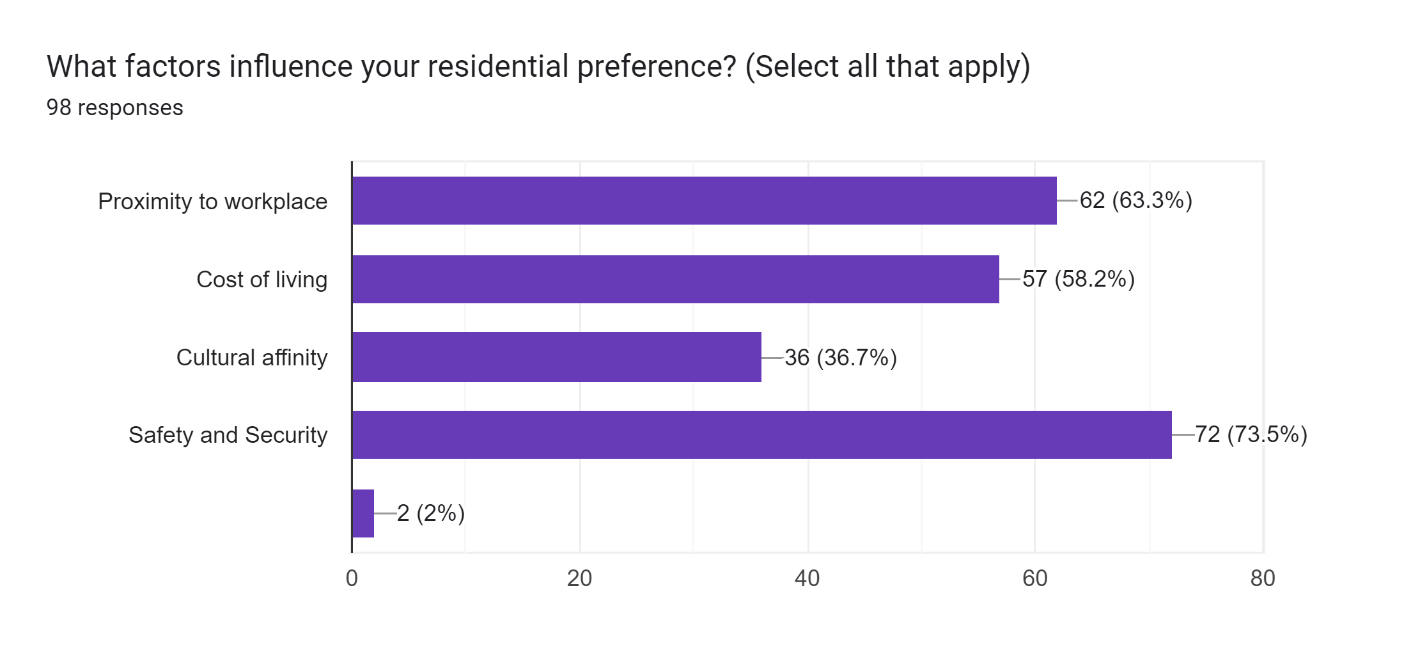 What factors influence your residential preference? (Select all that apply)
98 responses
Proximity to workplace
62 (63.3%)
Cost of living
57 (58.2%)
Cultural affinity
36 (36.7%)
Safety and Security
72 (73.5%)
2 (2%)
0
20
40
60
80